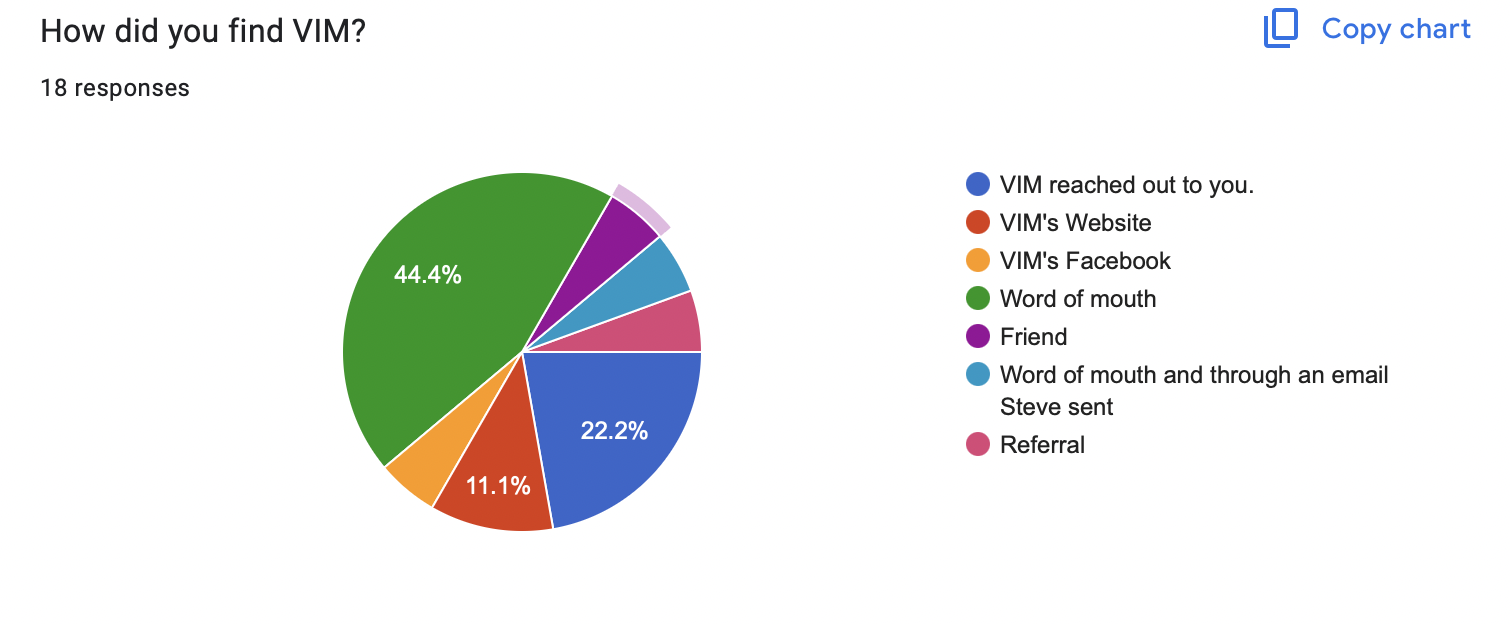 How did you find VIM?
Copy chart
18 responses
44.4%
22.2%
11.1%
VIM reached out to you.
VIM's Website
VIM's Facebook
Word of mouth
Friend
Word of mouth and through an email
Steve sent
Referral